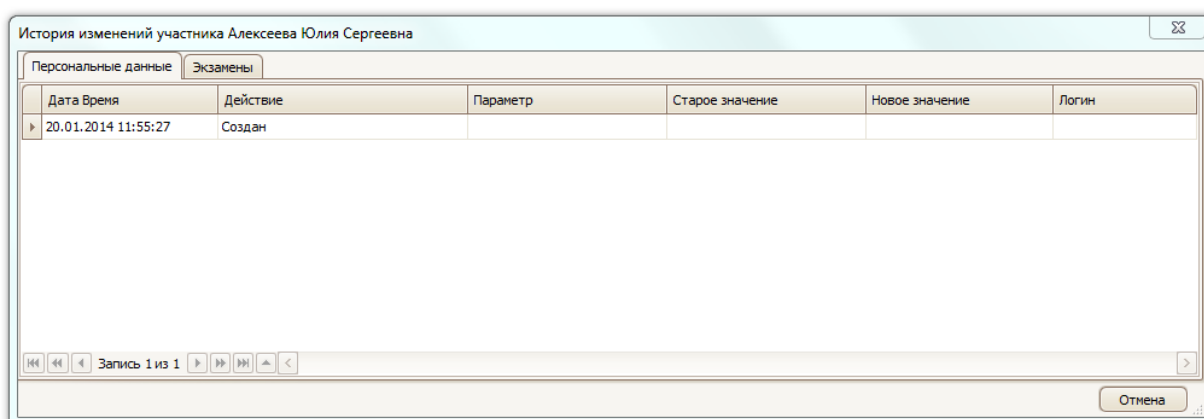 История изменений участника Алексеева Юлия Сергеевна
Персональные данные Экзамены
Дата Время Действие Параметр Старое значение Новое значение Логин
20.01.2014 11:55:27 Создан
Запись 1 из 1
Отмена